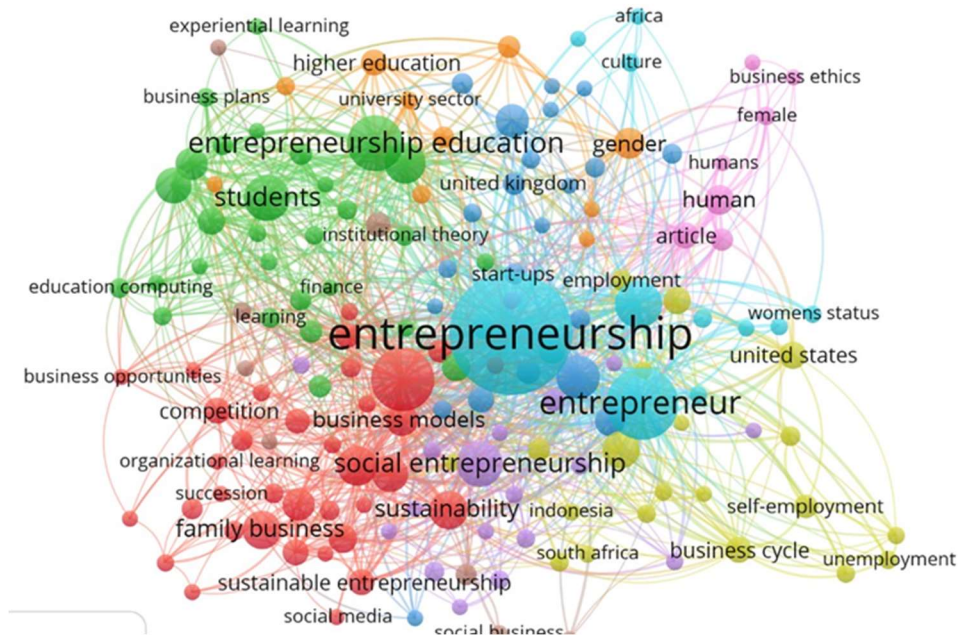 africa
experiential learning
culture
higher education
business ethics
business plans
university sector
female
entrepreneurship education
gender
humans
united kingdom
students
human
institutional theory
article
start-ups
employment
education computing
finance
learning
womens status
entrepreneurship
united states
business opportunities
entrepreneur
competition
business models
organizational learning
social entrepreneurship
succession
sustainability
indonesia
self-employment
family business
south africa
business cycle
unemployment
sustainable entrepreneurship
social media
social business